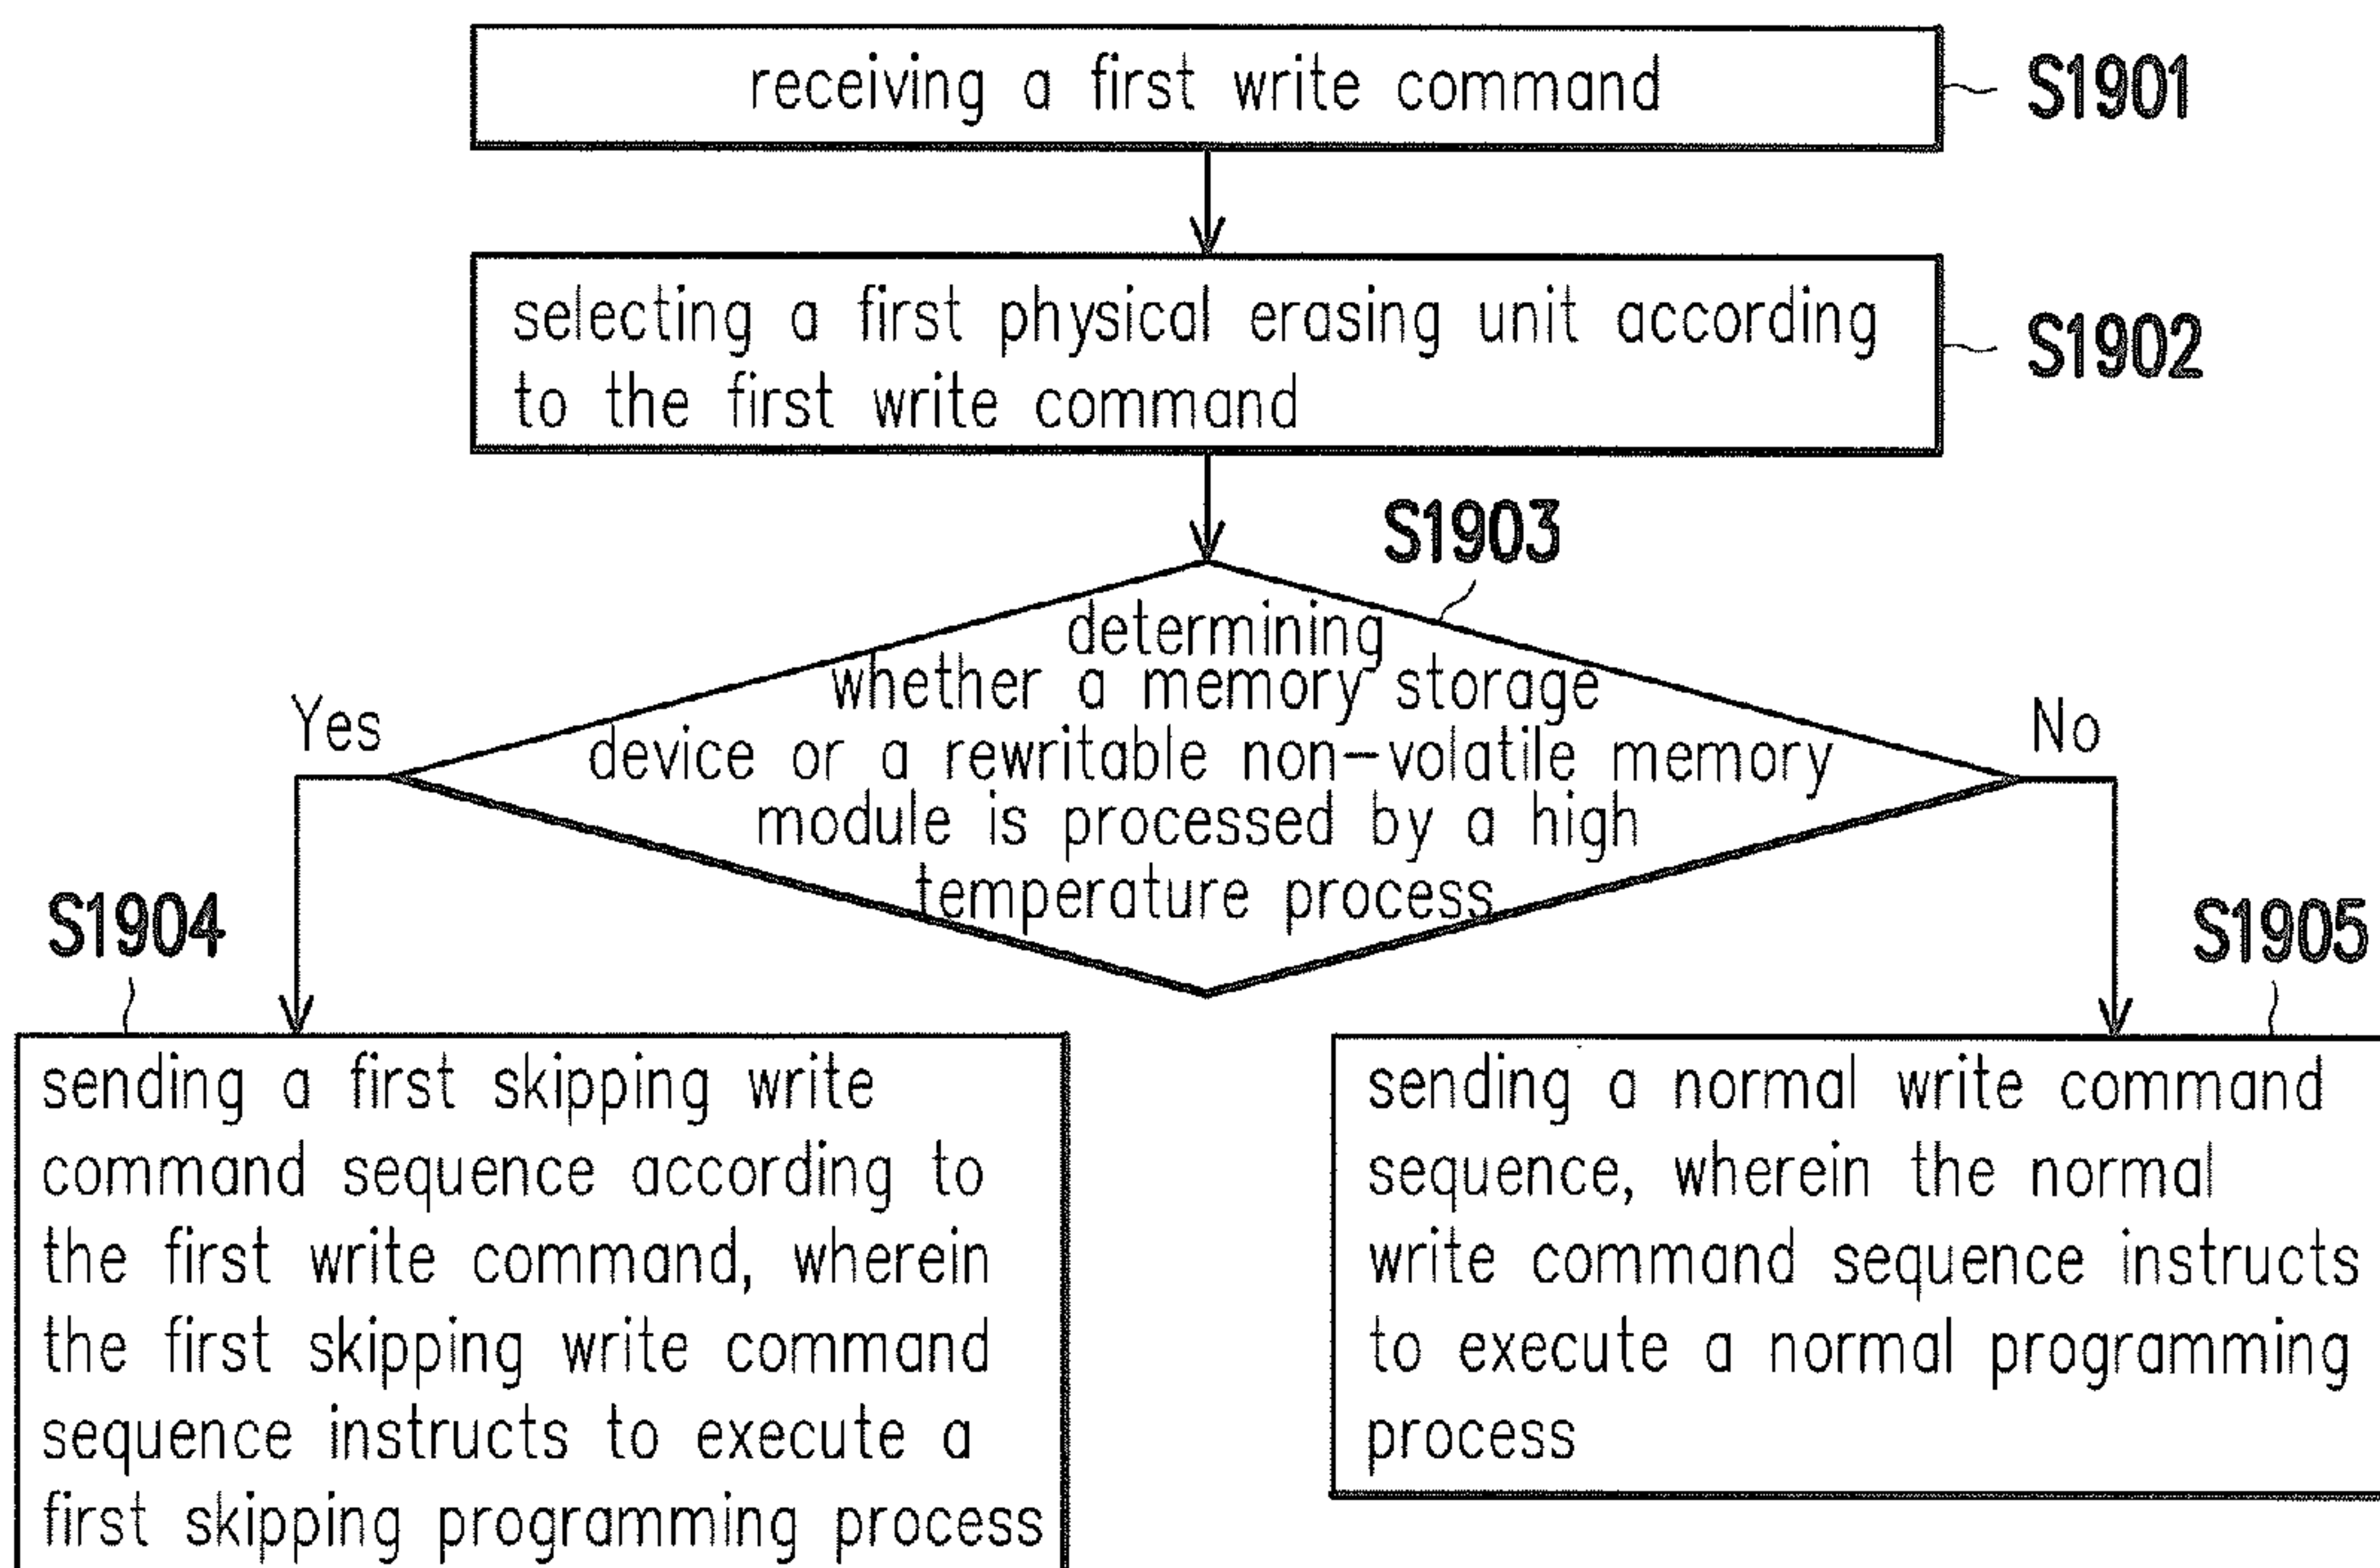 receiving a first write command
S1901
selecting a first physical erasing unit according
to the first write command
S1902
S1903
determining
whether a memory storage
device or a rewritable non-volatile memory
module is processed by a high
temperature process
Yes
No
S1904
sending a first skipping write
command sequence according to
the first write command, wherein
the first skipping write command
sequence instructs to execute a
first skipping programming process
S1905
sending a normal write command
sequence, wherein the normal
write command sequence instructs
to execute a normal programming
process